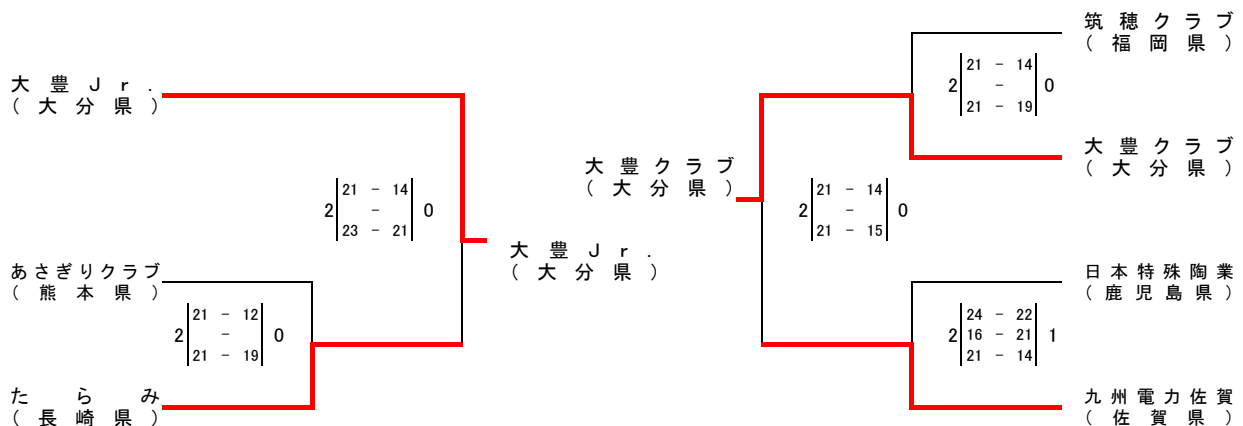 大豊Jr.
(大分県)
2 21 - 14 0
-
23 - 21
あさぎりクラブ
(熊本県)
2 21 - 12 0
-
21 - 19
たらみ
(長崎県)
大豊Jr.
(大分県)
大豊クラブ
(大分県)
筑穂クラブ
(福岡県)
2 21 - 14 0
-
21 - 19
大豊クラブ
(大分県)
2 21 - 14 0
-
21 - 15
日本特殊陶業
(鹿児島県)
24 - 22
2 16 - 21 1
21 - 14
九州電力佐賀
(佐賀県)